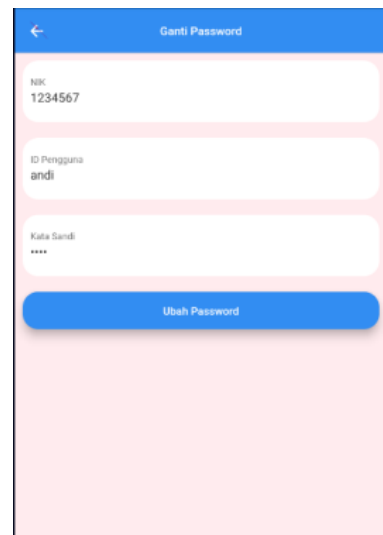 Ganti Password
NIK
1234567
ID Pengguna
andi
Kata Sandi
••••
Ubah Password